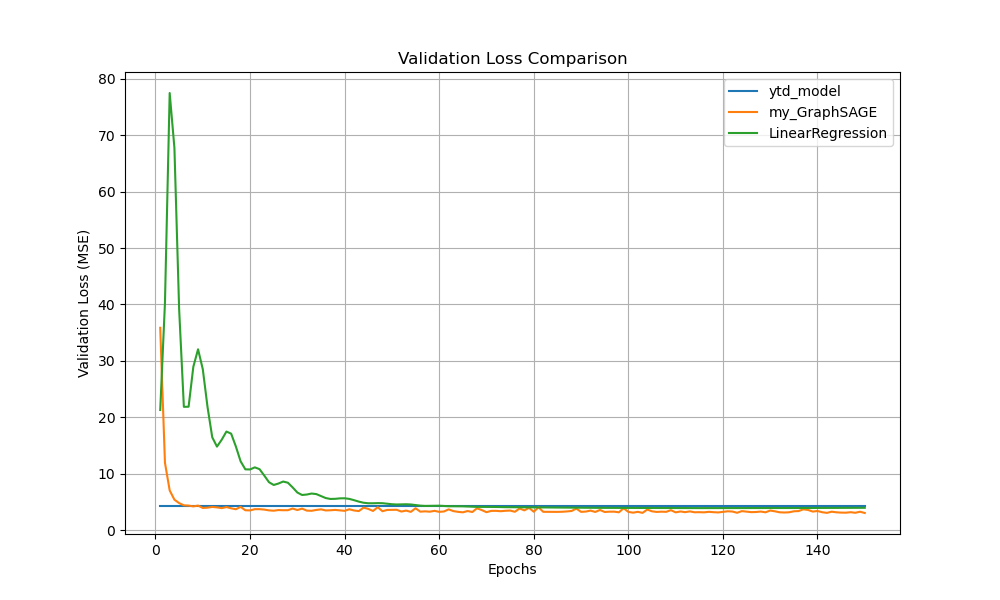 Validation Loss Comparison
80
70
60
50
40
30
20
10
0
Validation Loss (MSE)
ytd_model
my_GraphSAGE
LinearRegression
0 20 40 60 80 100 120 140
Epochs